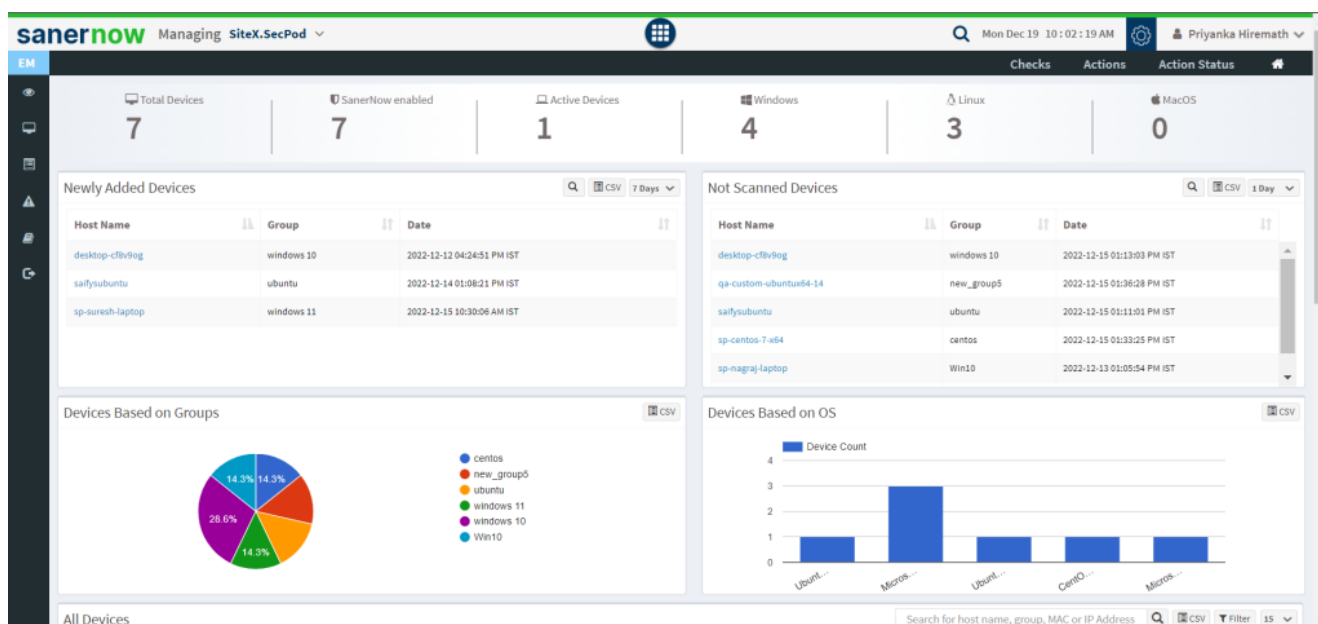 sanernow Managing SiteX.SecPod Mon Dec 19 10:02:19 AM Priyanka Hiremath
EM Checks Actions Action Status
Total Devices SanerNow enabled Active Devices Windows Linux MacOS
7 7 1 4 3 0
Newly Added Devices CSV 7 Days
Host Name Group Date
desktop-cf8v9og windows 10 2022-12-12 04:24:51 PM IST
saifysubuntu ubuntu 2022-12-14 01:08:21 PM IST
sp-suresh-laptop windows 11 2022-12-15 10:30:06 AM IST
Not Scanned Devices CSV 1 Day
Host Name Group Date
desktop-cf8v9og windows 10 2022-12-15 01:13:03 PM IST
qa-custom-ubuntux64-14 new_group5 2022-12-15 01:36:28 PM IST
saifysubuntu ubuntu 2022-12-15 01:11:01 PM IST
sp-centos-7-x64 centos 2022-12-15 01:33:25 PM IST
sp-nagraj-laptop Win10 2022-12-13 01:05:54 PM IST
Devices Based on Groups CSV
14.3% 14.3%
28.6%
14.3%
centos
new_group5
ubuntu
windows 11
windows 10
Win10
Devices Based on OS CSV
Device Count
4
3
2
1
0
Ubunt... Micros... Ubunt... CentO... Micros...
All Devices Search for host name, group, MAC or IP Address CSV Filter 15